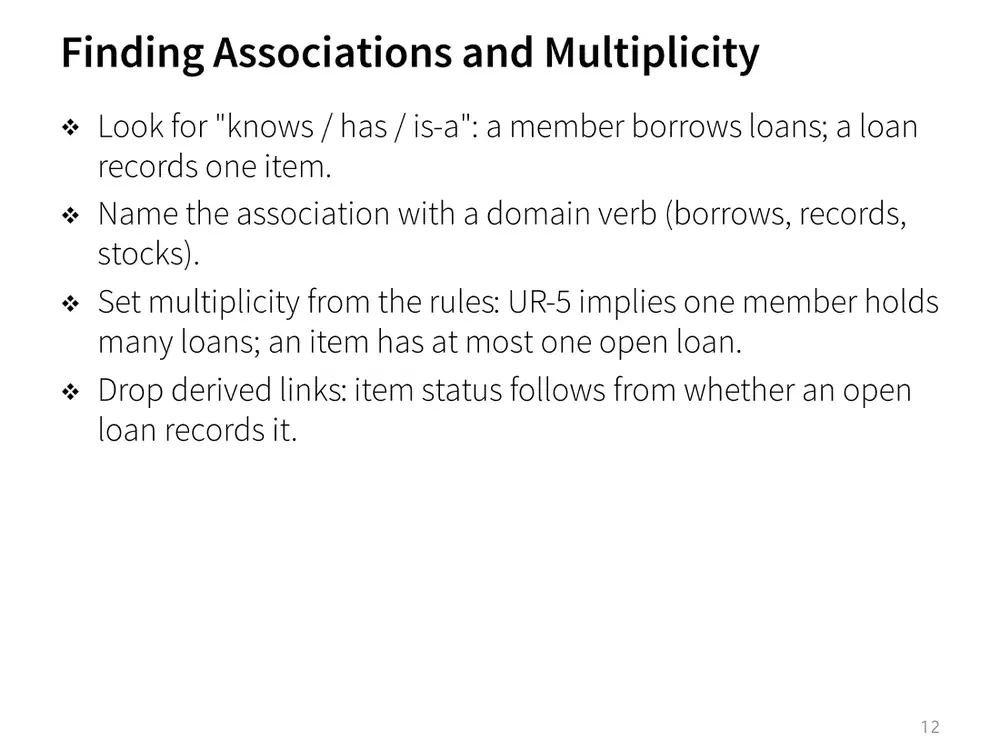 Finding Associations and Multiplicity
❖ Look for "knows / has / is-a": a member borrows loans; a loan
records one item.
❖ Name the association with a domain verb (borrows, records,
stocks).
❖ Set multiplicity from the rules: UR-5 implies one member holds
many loans; an item has at most one open loan.
❖ Drop derived links: item status follows from whether an open
loan records it.
12